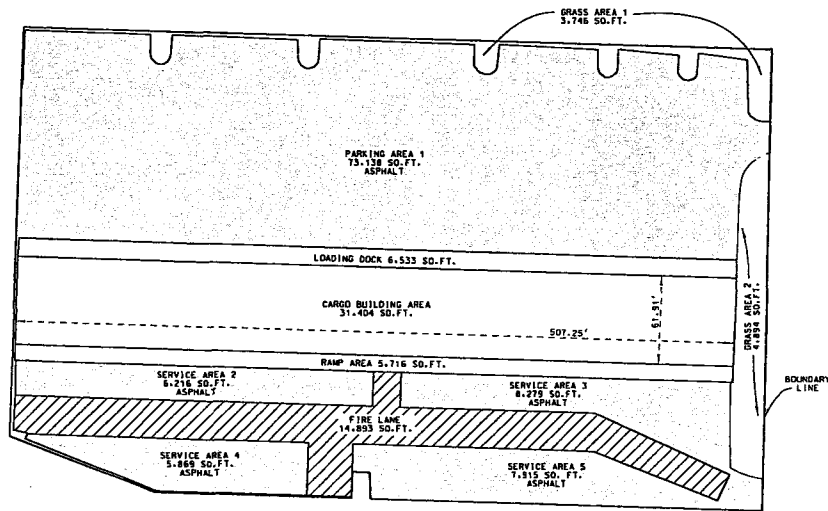 GRASS AREA 1
3.746 SQ.FT.
PARKING AREA 1
73.138 SQ.FT.
ASPHALT
LOADING DOCK 6.533 SQ.FT.
CARGO BUILDING AREA
31.404 SQ.FT.
61.91'
507.25'
GRASS AREA 2
4.894 SQ.FT.
RAMP AREA 5.716 SQ.FT.
SERVICE AREA 2
6.216 SQ.FT.
ASPHALT
SERVICE AREA 3
8.279 SQ.FT.
ASPHALT
BOUNDARY
LINE
FIRE LANE
14.893 SQ.FT.
SERVICE AREA 4
5.869 SQ.FT.
ASPHALT
SERVICE AREA 5
7.915 SQ.FT.
ASPHALT